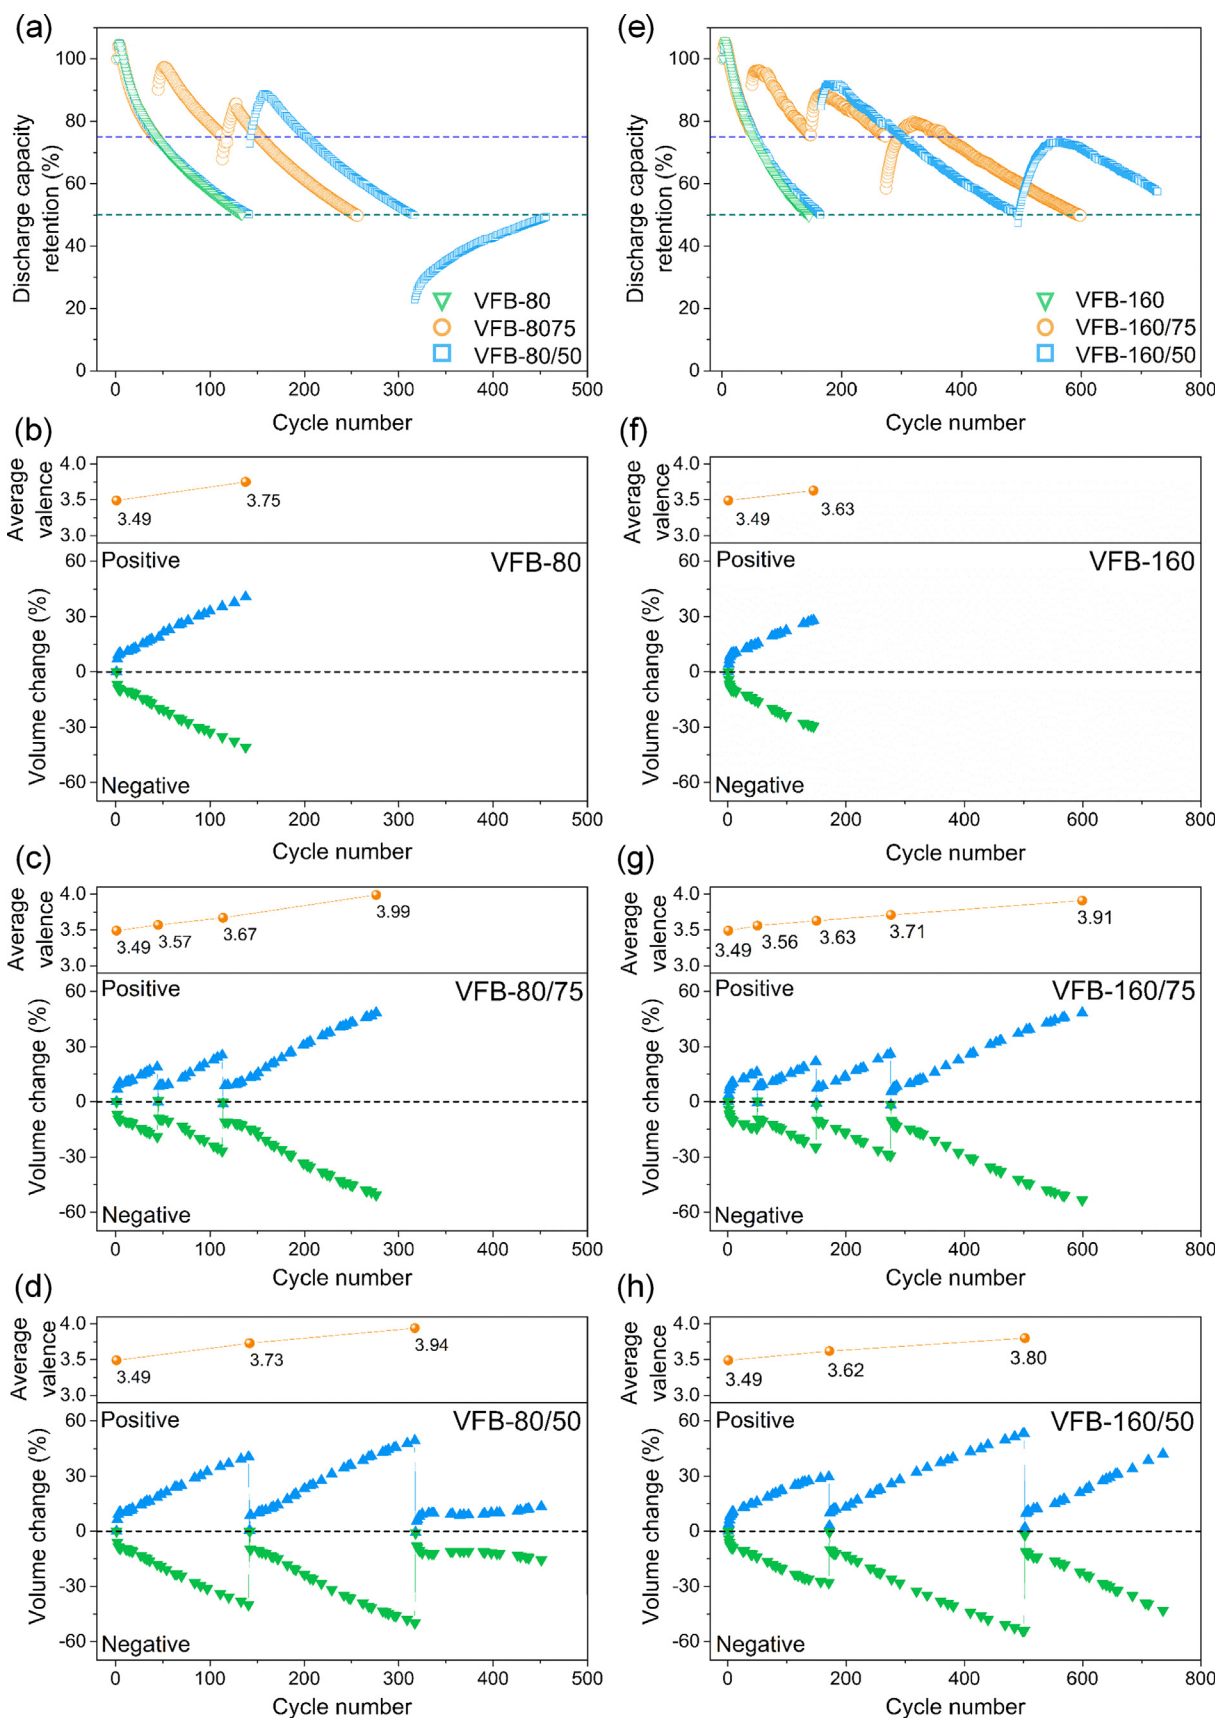 (a)
Discharge capacity
retention (%)
100
80
60
40
20
0
VFB-80
VFB-8075
VFB-80/50
0
100
200
300
400
500
Cycle number
(e)
Discharge capacity
retention (%)
100
80
60
40
20
0
VFB-160
VFB-160/75
VFB-160/50
0
200
400
600
800
Cycle number
(b)
Average
valence
4.0
3.5
3.0
3.49
3.75
Positive
VFB-80
Volume change (%)
60
30
0
-30
-60
Negative
0
100
200
300
400
500
Cycle number
(f)
Average
valence
4.0
3.5
3.0
3.49
3.63
Positive
VFB-160
Volume change (%)
60
30
0
-30
-60
Negative
0
200
400
600
800
Cycle number
(c)
Average
valence
4.0
3.5
3.0
3.49
3.57
3.67
3.99
Positive
VFB-80/75
Volume change (%)
60
30
0
-30
-60
Negative
0
100
200
300
400
500
Cycle number
(g)
Average
valence
4.0
3.5
3.0
3.49
3.56
3.63
3.71
3.91
Positive
VFB-160/75
Volume change (%)
60
30
0
-30
-60
Negative
0
200
400
600
800
Cycle number
(d)
Average
valence
4.0
3.5
3.0
3.49
3.73
3.94
Positive
VFB-80/50
Volume change (%)
60
30
0
-30
-60
Negative
0
100
200
300
400
500
Cycle number
(h)
Average
valence
4.0
3.5
3.0
3.49
3.62
3.80
Positive
VFB-160/50
Volume change (%)
60
30
0
-30
-60
Negative
0
200
400
600
800
Cycle number